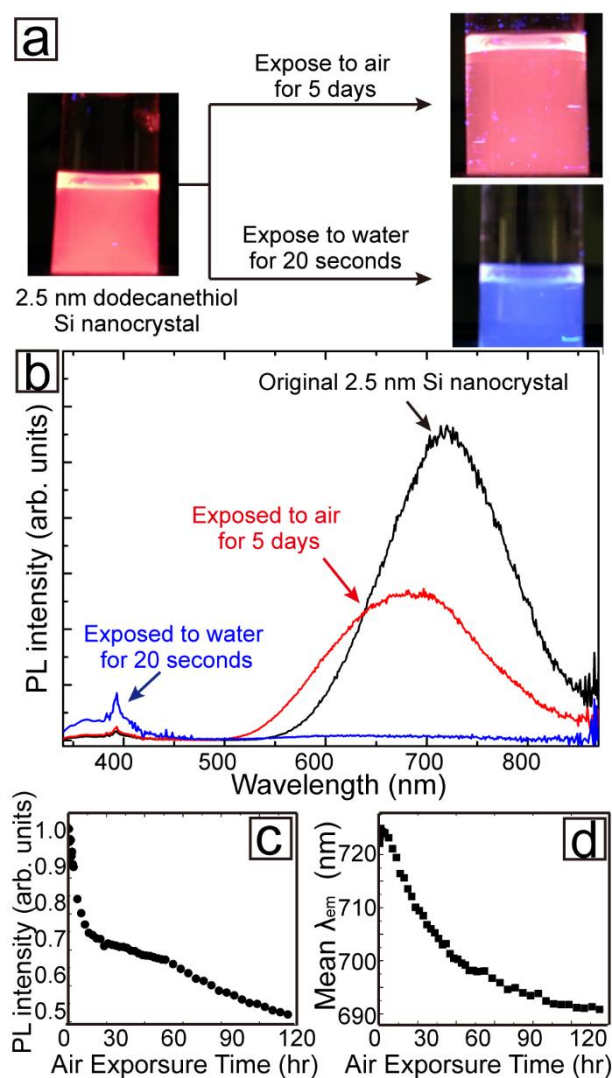 a
Expose to air
for 5 days
Expose to water
for 20 seconds
2.5 nm dodecanethiol
Si nanocrystal
b
Original 2.5 nm Si nanocrystal
Exposed to air
for 5 days
Exposed to water
for 20 seconds
PL intensity (arb. units)
400 500 600 700 800
Wavelength (nm)
c
PL intensity (arb. units)
1.0
0.9
0.8
0.7
0.6
0.5
0 30 60 90 120
Air Exporsure Time (hr)
d
Mean λem (nm)
720
710
700
690
0 30 60 90 120
Air Exporsure Time (hr)